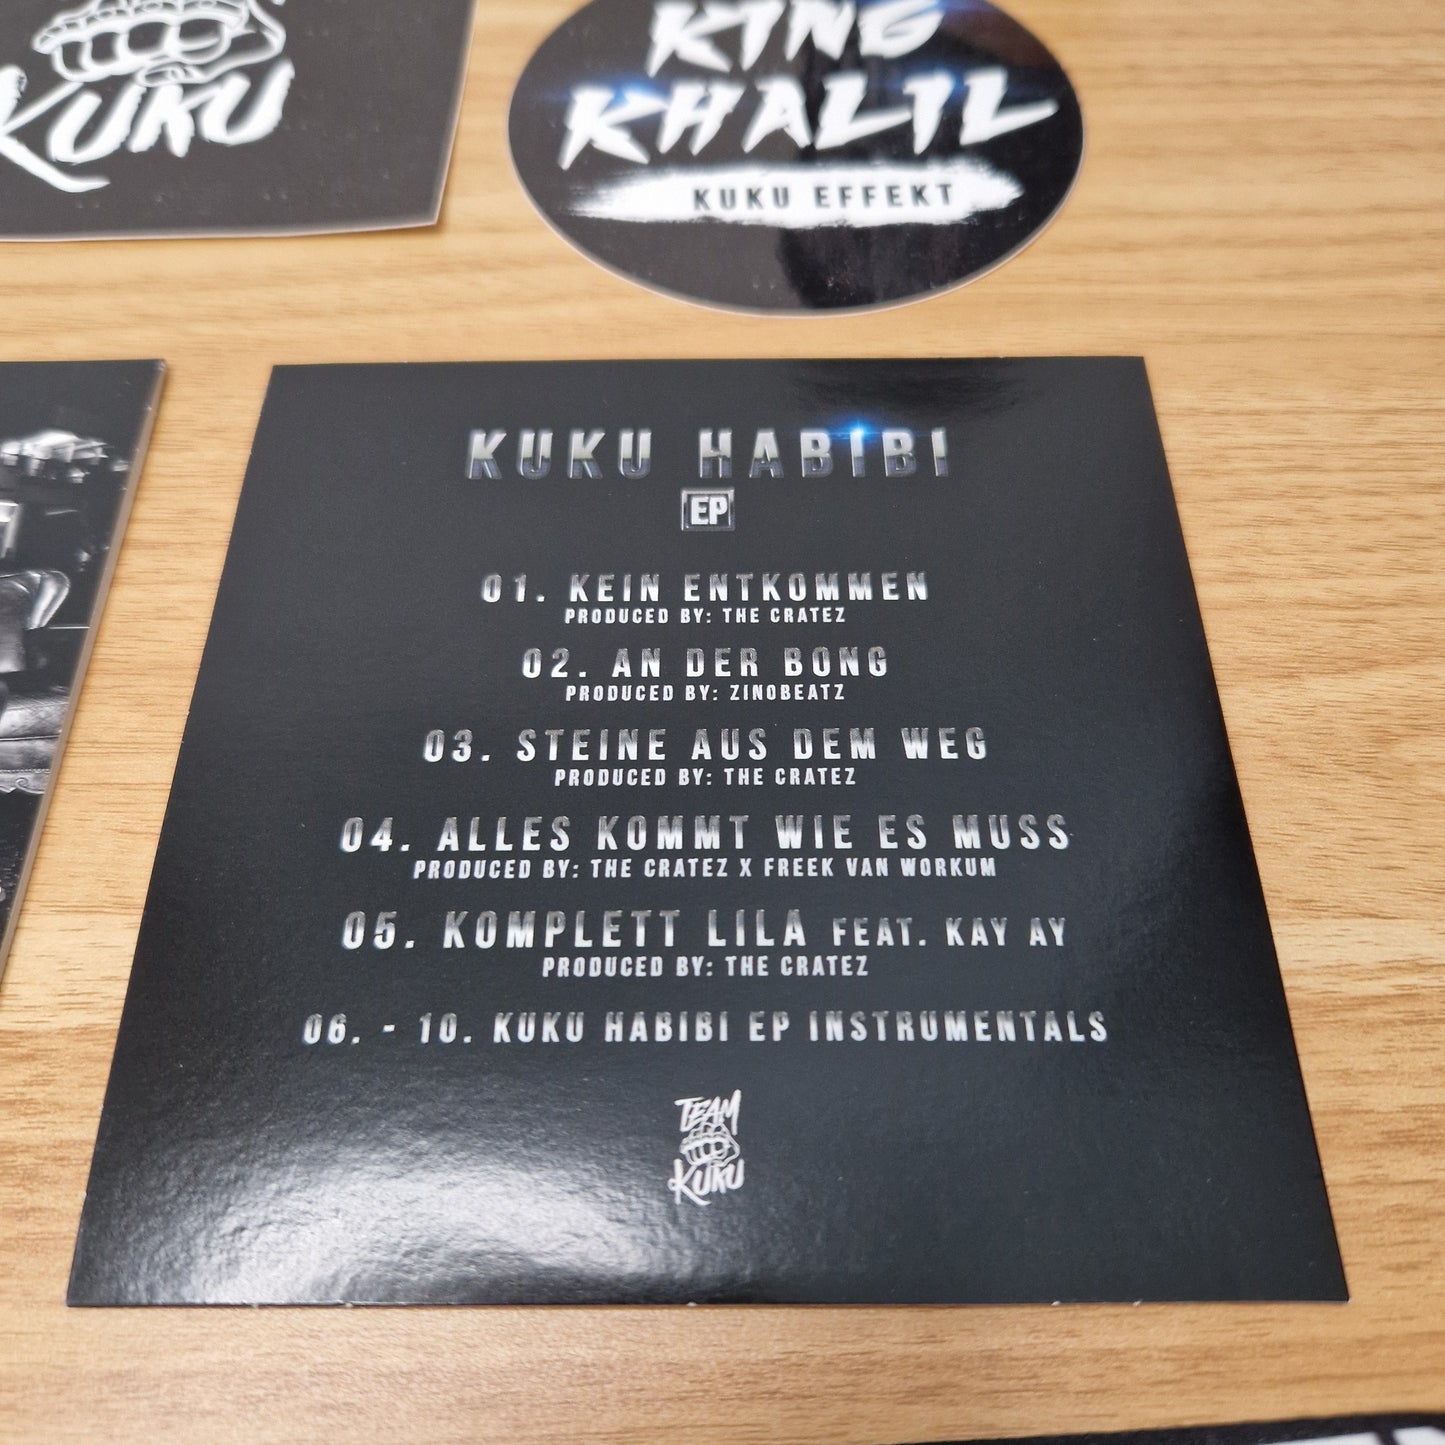 KUKU
KING
KHALIL
KUKU EFFEKT
KUKU HABIBI
EP
01. KEIN ENTKOMMEN
PRODUCED BY: THE CRATEZ
02. AN DER BONG
PRODUCED BY: ZINOBEATZ
03. STEINE AUS DEM WEG
PRODUCED BY: THE CRATEZ
04. ALLES KOMMT WIE ES MUSS
PRODUCED BY: THE CRATEZ X FREEK VAN WORKUM
05. KOMPLETT LILA FEAT. KAY AY
PRODUCED BY: THE CRATEZ
06. - 10. KUKU HABIBI EP INSTRUMENTALS
TEAM
KUKU